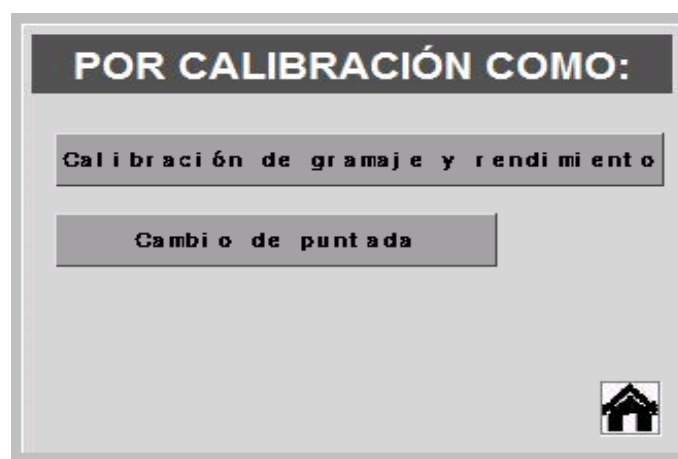 POR CALIBRACIÓN COMO:
Calibración de gramaje y rendimiento
Cambio de puntada